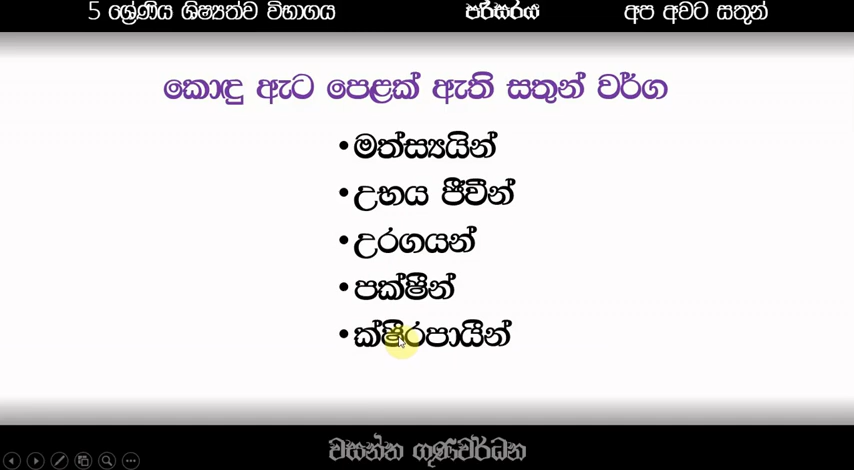 5 ශ්‍රේණිය ශිෂ්‍යත්ව විභාගය පරිසරය අප අවට සතුන්
කොඳු ඇට පෙළක් ඇති සතුන් වර්ග
•මත්ස්‍යයින්
•උභය ජීවීන්
•උරගයන්
•පක්ෂීන්
•ක්ෂීරපායීන්
වසන්ත ගුණවර්ධන